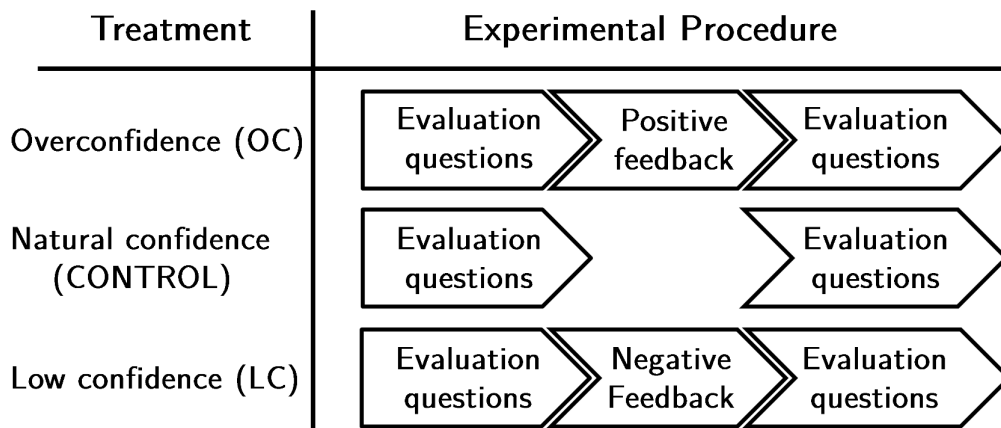 Treatment
Experimental Procedure
Overconfidence (OC)
Evaluation
questions
Positive
feedback
Evaluation
questions
Natural confidence
(CONTROL)
Evaluation
questions
Evaluation
questions
Low confidence (LC)
Evaluation
questions
Negative
Feedback
Evaluation
questions